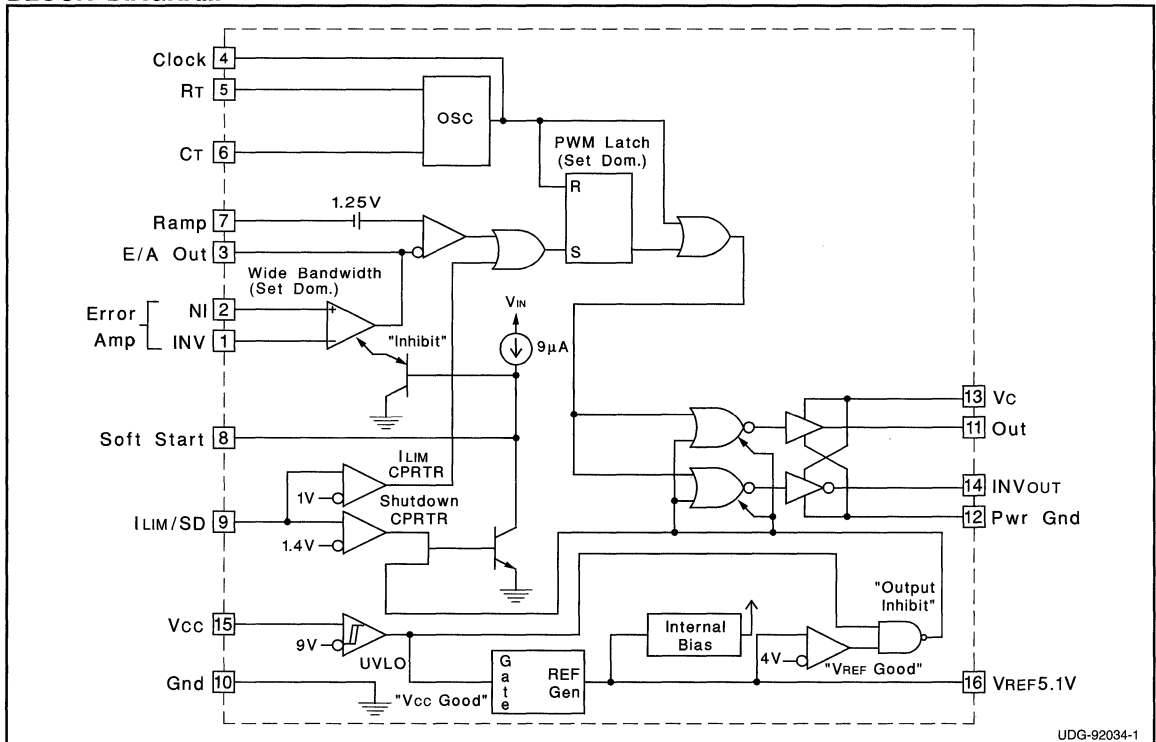 Clock 4
RT 5
OSC
CT 6
PWM Latch
(Set Dom.)
R
S
1.25V
Ramp 7
E/A Out 3
Wide Bandwidth
(Set Dom.)
Error
Amp
NI 2
INV 1
+
−
"Inhibit"
VIN
9µA
Soft Start 8
ILIM
CPRTR
1V
Shutdown
CPRTR
ILIM/SD 9
1.4V
13 Vc
11 Out
14 INVOUT
12 Pwr Gnd
"Output
Inhibit"
Vcc 15
9V
UVLO
Internal
Bias
4V
"VREF Good"
Gnd 10
"Vcc Good"
Gate
REF
Gen
16 VREF5.1V
UDG-92034-1